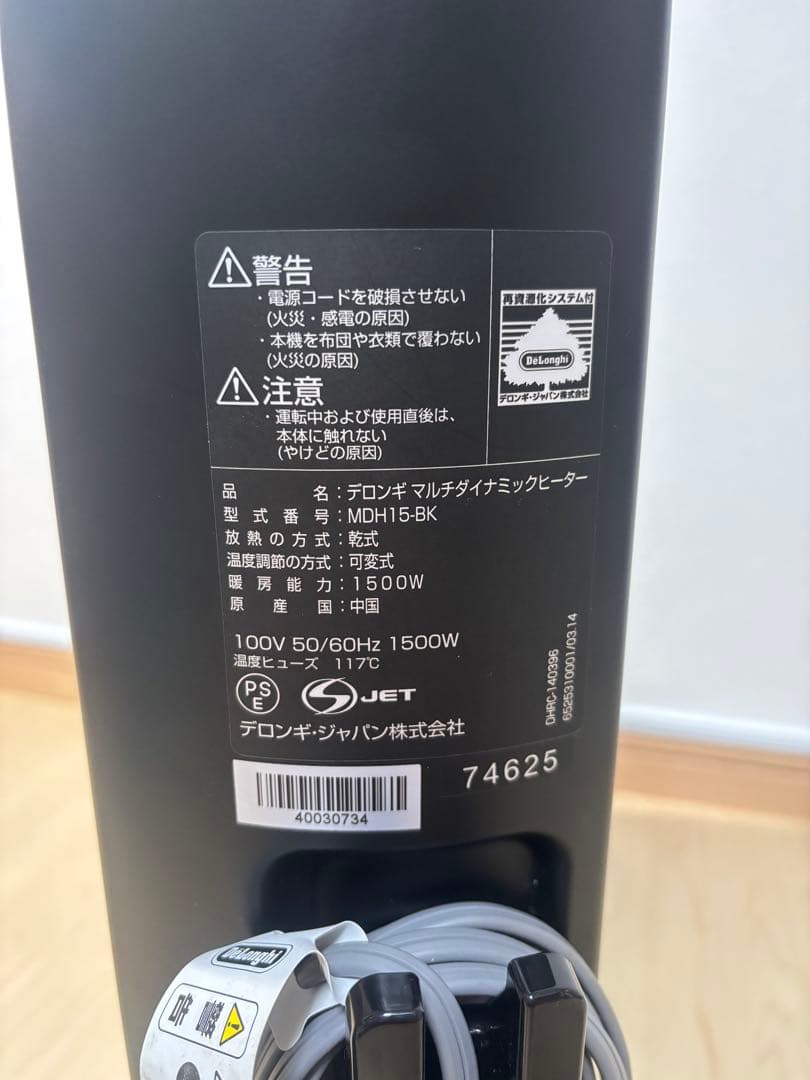 警告
・電源コードを破損させない
(火災・感電の原因)
・本機を布団や衣類で覆わない
(火災の原因)
注意
・運転中および使用直後は、
本体に触れない
(やけどの原因)
再資源化システム付
DeLonghi
デロンギ・ジャパン株式会社
品名：デロンギ マルチダイナミックヒーター
型式番号：MDH15-BK
放熱の方式：乾式
温度調節の方式：可変式
暖房能力：1500W
原産国：中国
100V 50/60Hz 1500W
温度ヒューズ 117℃
PS
E
S JET
デロンギ・ジャパン株式会社
DHRC-140396
6525310001/03.14
40030734
74625
DeLonghi
警告